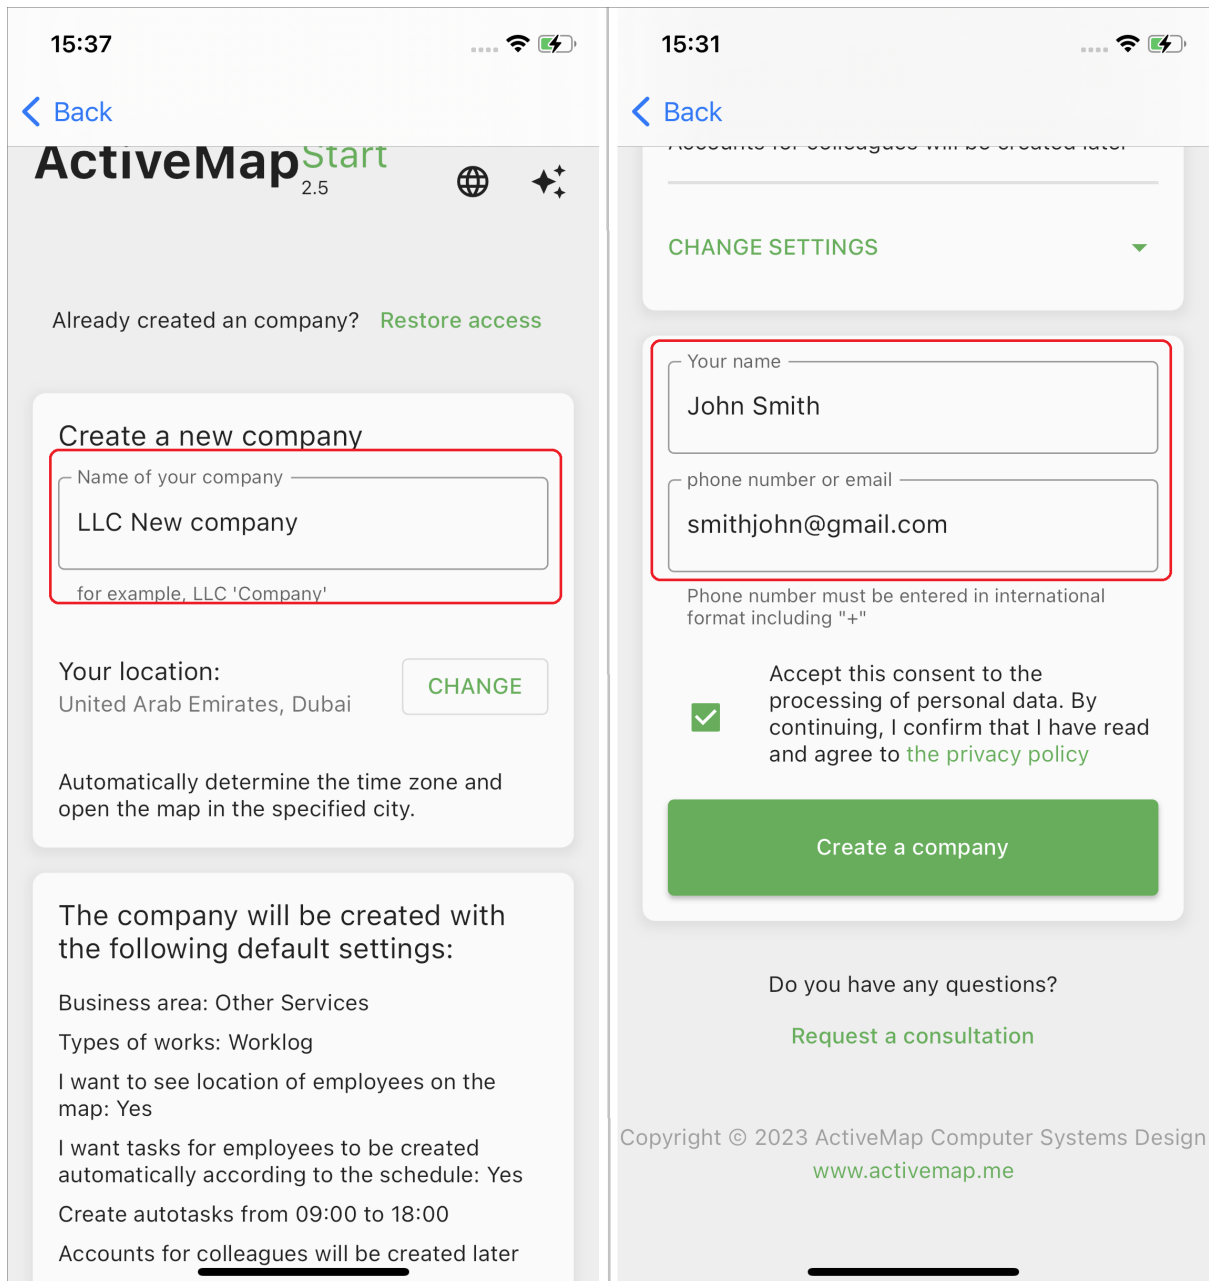 15:37
Back
ActiveMap Start
2.5
Already created an company? Restore access
Create a new company
Name of your company
LLC New company
for example, LLC 'Company'
Your location:
United Arab Emirates, Dubai
CHANGE
Automatically determine the time zone and
open the map in the specified city.
The company will be created with
the following default settings:
Business area: Other Services
Types of works: Worklog
I want to see location of employees on the
map: Yes
I want tasks for employees to be created
automatically according to the schedule: Yes
Create autotasks from 09:00 to 18:00
Accounts for colleagues will be created later
15:31
Back
Accounts for colleagues will be created later
CHANGE SETTINGS
Your name
John Smith
phone number or email
smithjohn@gmail.com
Phone number must be entered in international
format including "+"
Accept this consent to the
processing of personal data. By
continuing, I confirm that I have read
and agree to the privacy policy
Create a company
Do you have any questions?
Request a consultation
Copyright © 2023 ActiveMap Computer Systems Design
www.activemap.me